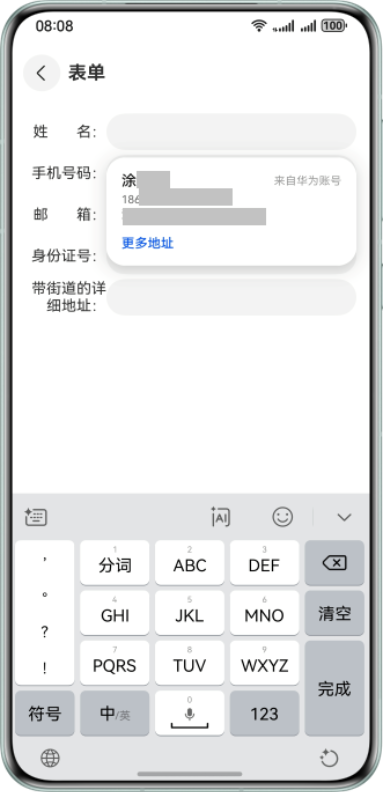 08:08 100
表单
姓 名:
手机号码:
涂 来自华为账号
186
邮 箱:
更多地址
身份证号:
带街道的详
细地址:
AI
,
。
?
!
1
分词
2
ABC
3
DEF
4
GHI
5
JKL
6
MNO
清空
7
PQRS
8
TUV
9
WXYZ
完成
符号
中/英
0
123